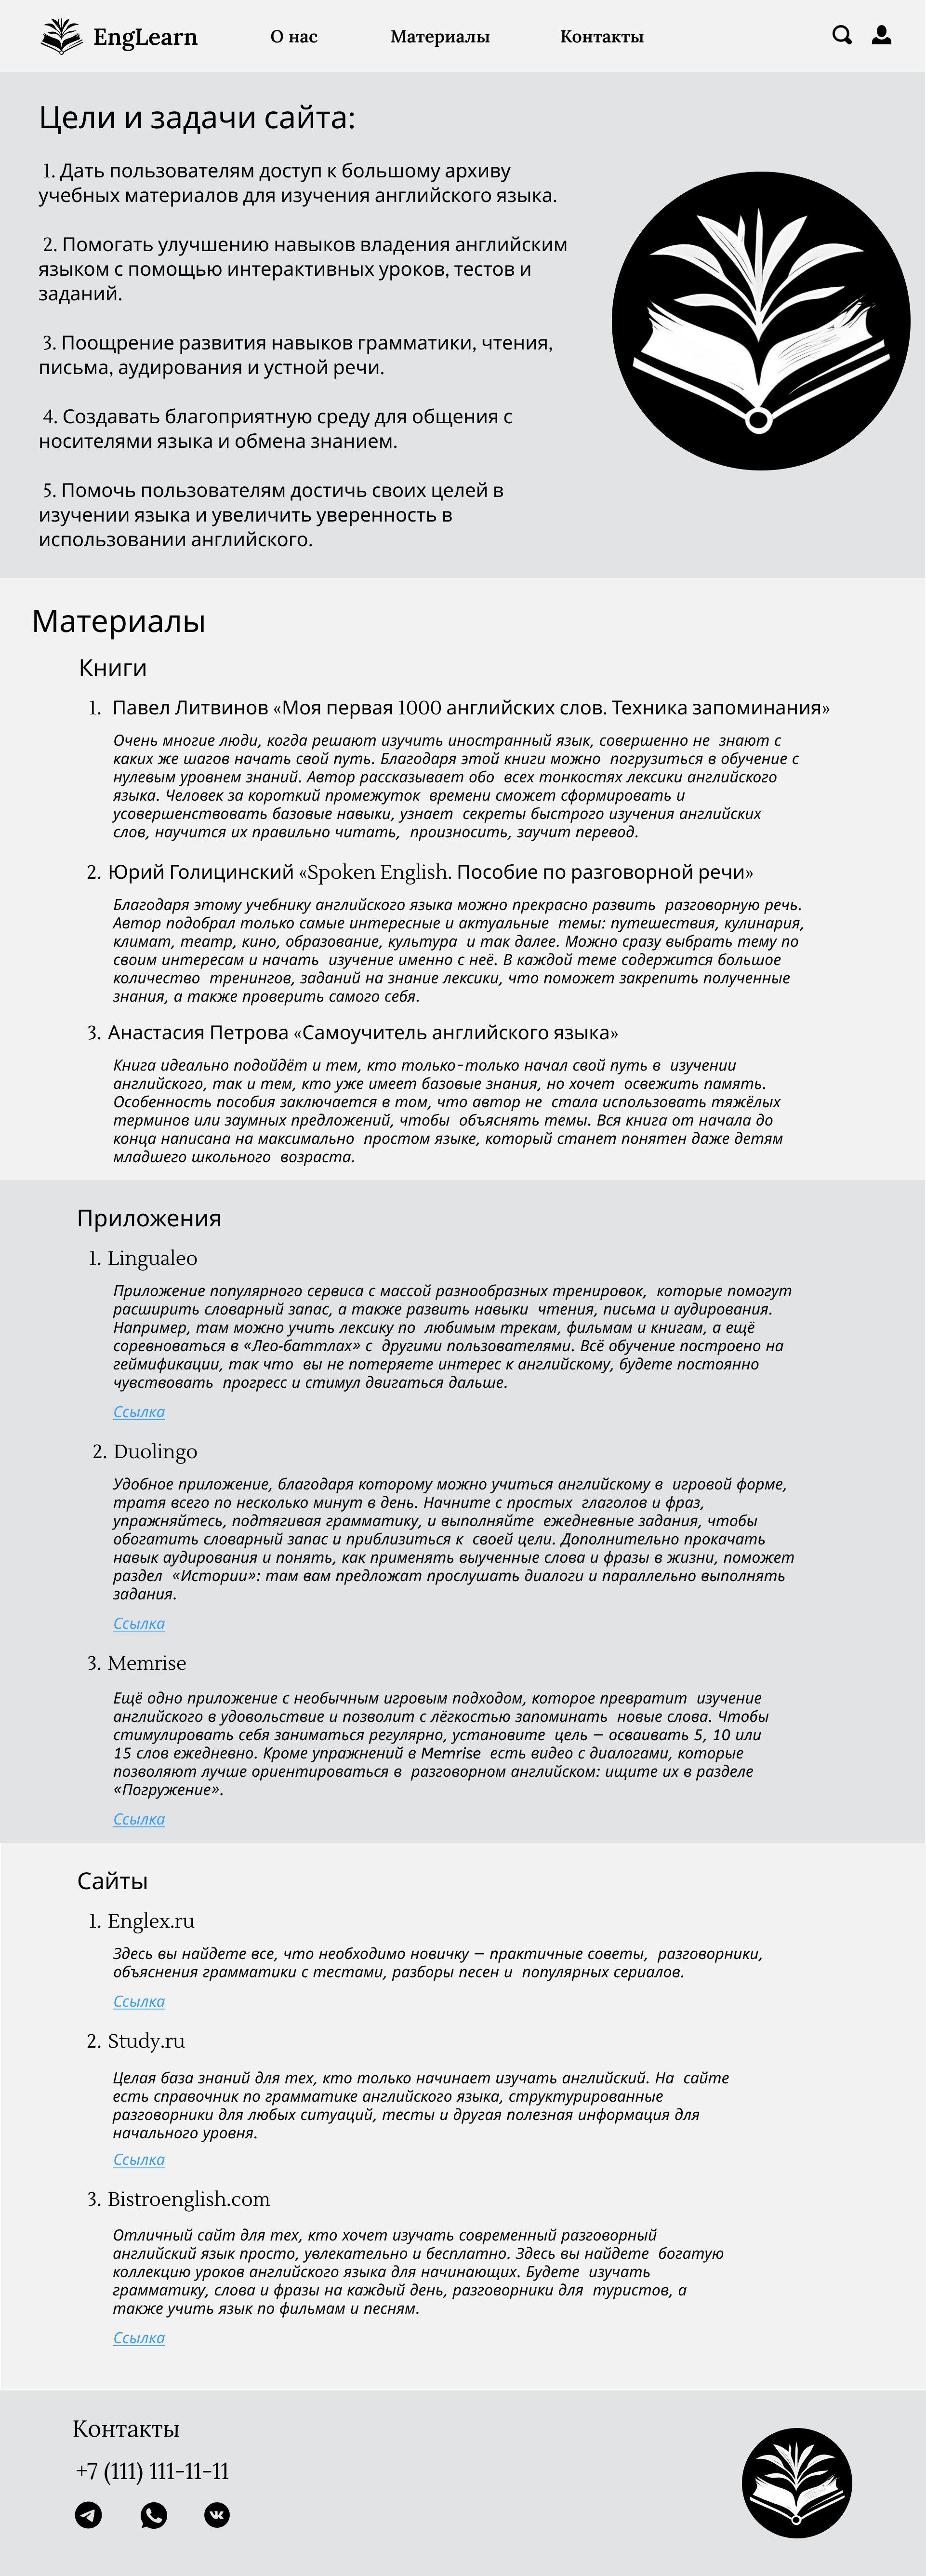 EngLearn
О нас
Материалы
Контакты
Цели и задачи сайта:
1. Дать пользователям доступ к большому архиву
учебных материалов для изучения английского языка.
2. Помогать улучшению навыков владения английским
языком с помощью интерактивных уроков, тестов и
заданий.
3. Поощрение развития навыков грамматики, чтения,
письма, аудирования и устной речи.
4. Создавать благоприятную среду для общения с
носителями языка и обмена знанием.
5. Помочь пользователям достичь своих целей в
изучении языка и увеличить уверенность в
использовании английского.
Материалы
Книги
1. Павел Литвинов «Моя первая 1000 английских слов. Техника запоминания»
Очень многие люди, когда решают изучить иностранный язык, совершенно не знают с
каких же шагов начать свой путь. Благодаря этой книги можно погрузиться в обучение с
нулевым уровнем знаний. Автор рассказывает обо всех тонкостях лексики английского
языка. Человек за короткий промежуток времени сможет сформировать и
усовершенствовать базовые навыки, узнает секреты быстрого изучения английских
слов, научится их правильно читать, произносить, заучит перевод.
2. Юрий Голицинский «Spoken English. Пособие по разговорной речи»
Благодаря этому учебнику английского языка можно прекрасно развить разговорную речь.
Автор подобрал только самые интересные и актуальные темы: путешествия, кулинария,
климат, театр, кино, образование, культура и так далее. Можно сразу выбрать тему по
своим интересам и начать изучение именно с неё. В каждой теме содержится большое
количество тренингов, заданий на знание лексики, что поможет закрепить полученные
знания, а также проверить самого себя.
3. Анастасия Петрова «Самоучитель английского языка»
Книга идеально подойдёт и тем, кто только-только начал свой путь в изучении
английского, так и тем, кто уже имеет базовые знания, но хочет освежить память.
Особенность пособия заключается в том, что автор не стала использовать тяжёлых
терминов или заумных предложений, чтобы объяснять темы. Вся книга от начала до
конца написана на максимально простом языке, который станет понятен даже детям
младшего школьного возраста.
Приложения
1. Lingualeo
Приложение популярного сервиса с массой разнообразных тренировок, которые помогут
расширить словарный запас, а также развить навыки чтения, письма и аудирования.
Например, там можно учить лексику по любимым трекам, фильмам и книгам, а ещё
соревноваться в «Лео-баттлах» с другими пользователями. Всё обучение построено на
геймификации, так что вы не потеряете интерес к английскому, будете постоянно
чувствовать прогресс и стимул двигаться дальше.
Ссылка
2. Duolingo
Удобное приложение, благодаря которому можно учиться английскому в игровой форме,
тратя всего по несколько минут в день. Начните с простых глаголов и фраз,
упражняйтесь, подтягивая грамматику, и выполняйте ежедневные задания, чтобы
обогатить словарный запас и приблизиться к своей цели. Дополнительно прокачать
навык аудирования и понять, как применять выученные слова и фразы в жизни, поможет
раздел «Истории»: там вам предложат прослушать диалоги и параллельно выполнять
задания.
Ссылка
3. Memrise
Ещё одно приложение с необычным игровым подходом, которое превратит изучение
английского в удовольствие и позволит с лёгкостью запоминать новые слова. Чтобы
стимулировать себя заниматься регулярно, установите цель — осваивать 5, 10 или
15 слов ежедневно. Кроме упражнений в Memrise есть видео с диалогами, которые
позволяют лучше ориентироваться в разговорном английском: ищите их в разделе
«Погружение».
Ссылка
Сайты
1. Englex.ru
Здесь вы найдете все, что необходимо новичку — практичные советы, разговорники,
объяснения грамматики с тестами, разборы песен и популярных сериалов.
Ссылка
2. Study.ru
Целая база знаний для тех, кто только начинает изучать английский. На сайте
есть справочник по грамматике английского языка, структурированные
разговорники для любых ситуаций, тесты и другая полезная информация для
начального уровня.
Ссылка
3. Bistroenglish.com
Отличный сайт для тех, кто хочет изучать современный разговорный
английский язык просто, увлекательно и бесплатно. Здесь вы найдете богатую
коллекцию уроков английского языка для начинающих. Будете изучать
грамматику, слова и фразы на каждый день, разговорники для туристов, а
также учить язык по фильмам и песням.
Ссылка
Контакты
+7 (111) 111-11-11